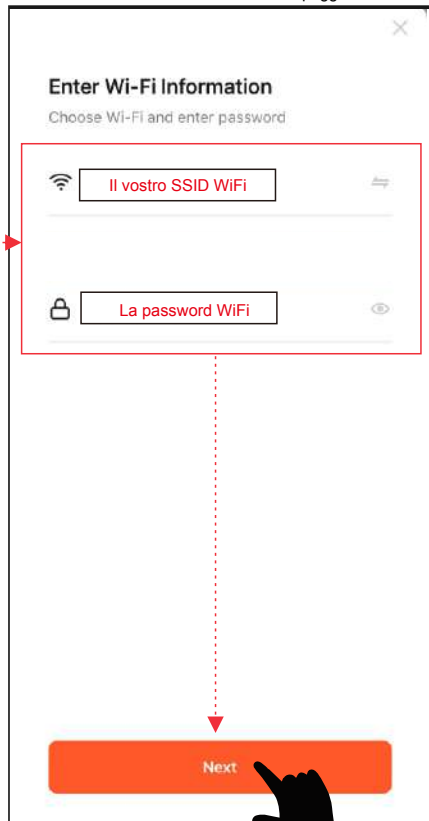 Enter Wi-Fi Information
Choose Wi-Fi and enter password
Il vostro SSID WiFi
La password WiFi
Next